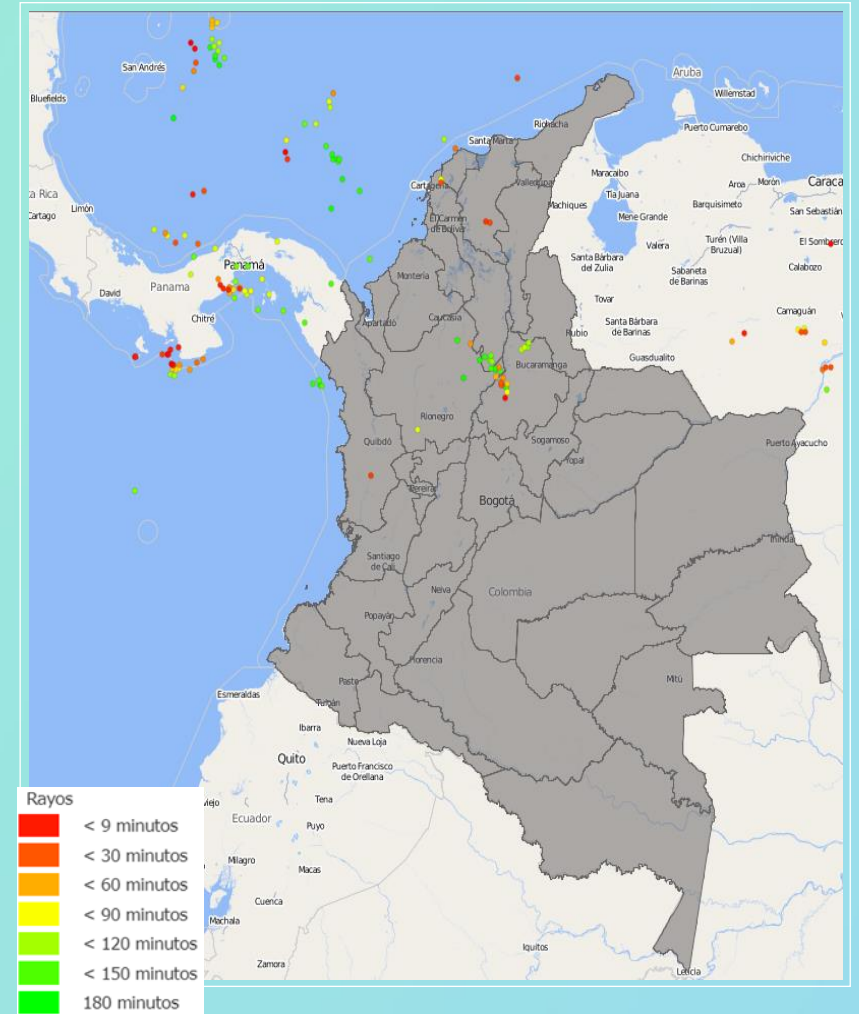 Aruba
San Andrés
Willemstad
Bluefields
Riohacha
Puerto Cumarebo
Santa Marta
Chichiriviche
Maracaibo
Caraca
Cartagena
Valledupar
Aroa
Morón
ta Rica
Tía Juana
Limón
Machiques
Barquisimeto
Cartago
El Carmen
de Bolívar
Mene Grande
San Sebastián
Turén (Villa
Bruzual)
El Sombrero
Valera
Panamá
Santa Bárbara
del Zulia
Calabozo
Montería
Sabaneta
de Barinas
Panama
David
Tovar
Camaguán
Chitré
Caucasia
Apartadó
Santa Bárbara
de Barinas
Rubio
Guasdualito
Bucaramanga
Rionegro
Quibdó
Sogamoso
Puerto Ayacucho
Yopal
Pereira
Bogotá
Inírida
Santiago
de Cali
Neiva
Colombia
Popayán
Florencia
Mitú
Pasto
Esmeraldas
Tulcán
Ibarra
Nueva Loja
Quito
Puerto Francisco
de Orellana
Tena
viejo
Ecuador
Puyo
Milagro
Macas
Cuenca
Machala
Iquitos
Zamora
Leticia
Rayos
< 9 minutos
< 30 minutos
< 60 minutos
< 90 minutos
< 120 minutos
< 150 minutos
180 minutos